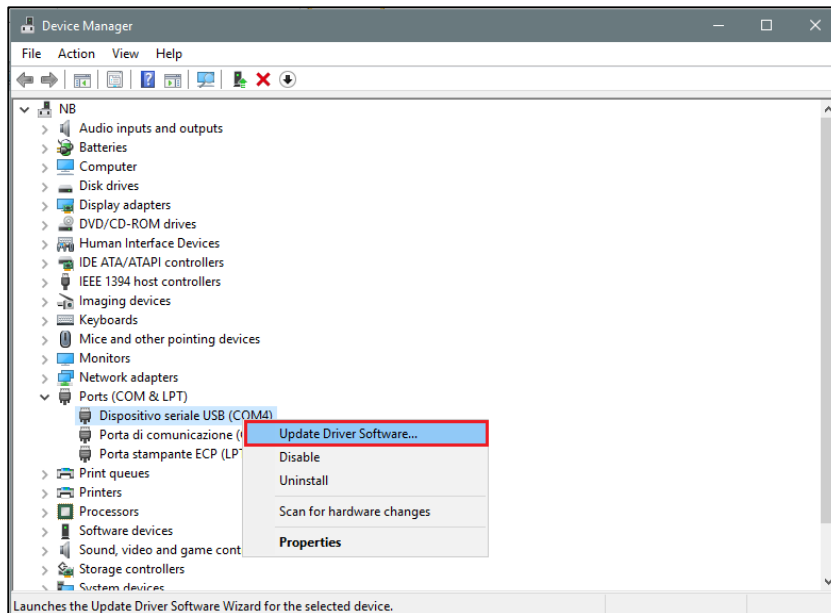 Device Manager
File Action View Help
NB
Audio inputs and outputs
Batteries
Computer
Disk drives
Display adapters
DVD/CD-ROM drives
Human Interface Devices
IDE ATA/ATAPI controllers
IEEE 1394 host controllers
Imaging devices
Keyboards
Mice and other pointing devices
Monitors
Network adapters
Ports (COM & LPT)
Dispositivo seriale USB (COM4)
Porta di comunicazione (
Porta stampante ECP (LPT
Update Driver Software...
Disable
Uninstall
Scan for hardware changes
Properties
Print queues
Printers
Processors
Software devices
Sound, video and game cont
Storage controllers
System devices
Launches the Update Driver Software Wizard for the selected device.